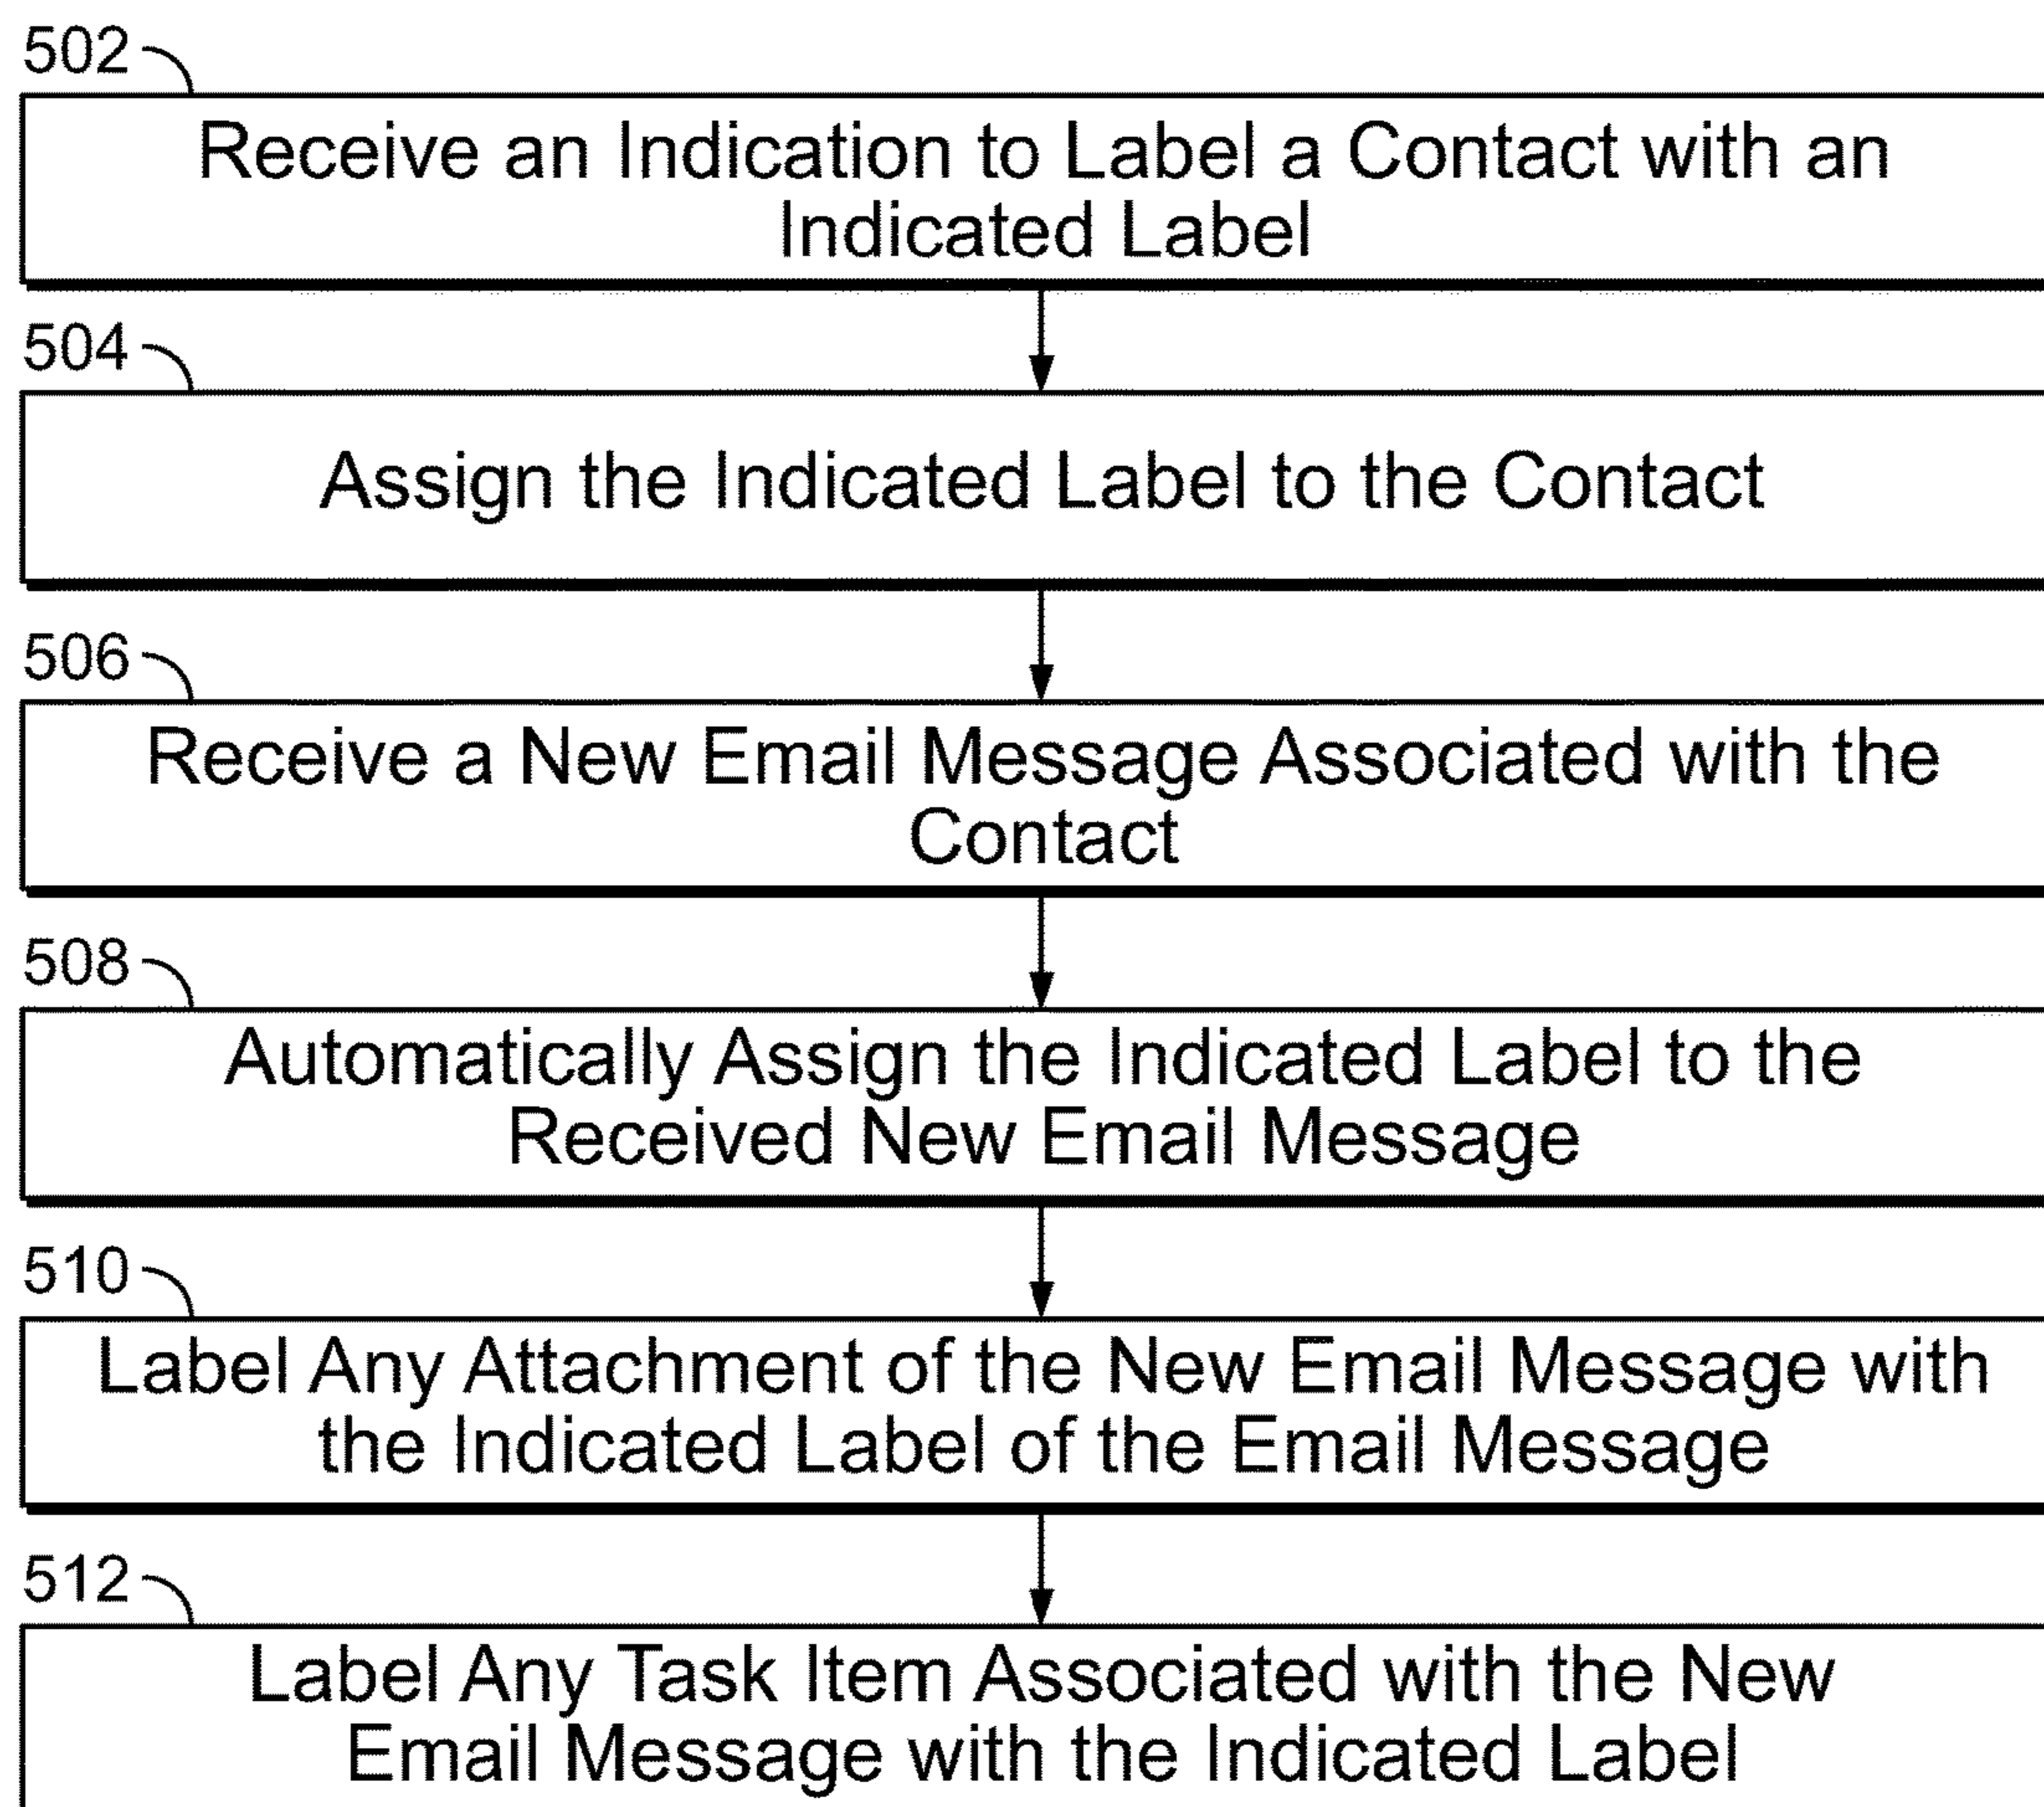 502
Receive an Indication to Label a Contact with an
Indicated Label
504
Assign the Indicated Label to the Contact
506
Receive a New Email Message Associated with the
Contact
508
Automatically Assign the Indicated Label to the
Received New Email Message
510
Label Any Attachment of the New Email Message with
the Indicated Label of the Email Message
512
Label Any Task Item Associated with the New
Email Message with the Indicated Label